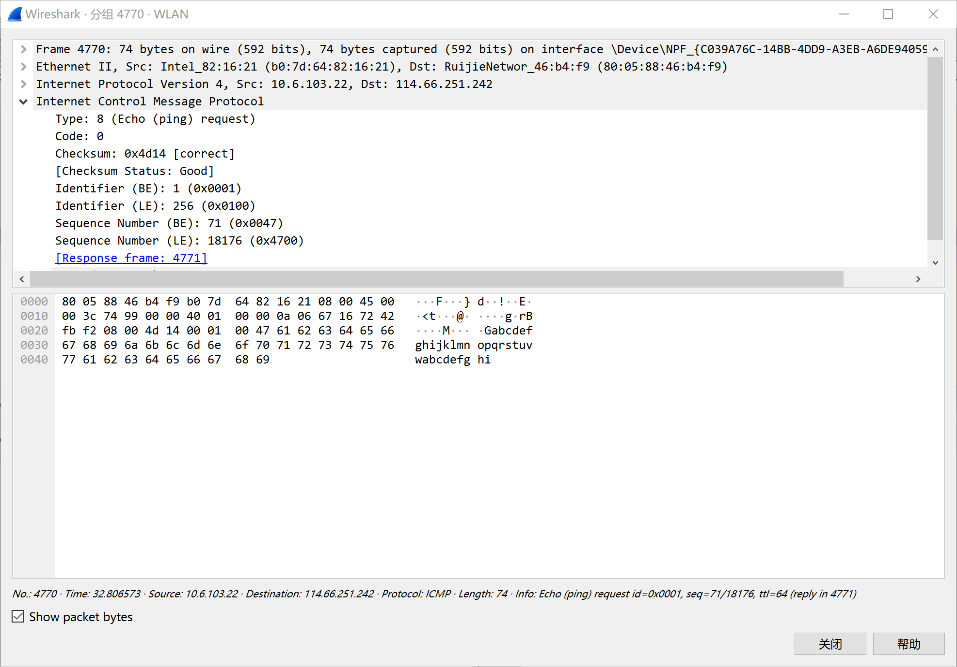 Wireshark · 分组 4770 · WLAN
Frame 4770: 74 bytes on wire (592 bits), 74 bytes captured (592 bits) on interface \Device\NPF_{C039A76C-14BB-4DD9-A3EB-A6DE94059
Ethernet II, Src: Intel_82:16:21 (b0:7d:64:82:16:21), Dst: RuijieNetwor_46:b4:f9 (80:05:88:46:b4:f9)
Internet Protocol Version 4, Src: 10.6.103.22, Dst: 114.66.251.242
Internet Control Message Protocol
Type: 8 (Echo (ping) request)
Code: 0
Checksum: 0x4d14 [correct]
[Checksum Status: Good]
Identifier (BE): 1 (0x0001)
Identifier (LE): 256 (0x0100)
Sequence Number (BE): 71 (0x0047)
Sequence Number (LE): 18176 (0x4700)
[Response frame: 4771]
0000 80 05 88 46 b4 f9 b0 7d 64 82 16 21 08 00 45 00 ···F···} d··!··E·
0010 00 3c 74 99 00 00 40 01 00 00 0a 06 67 16 72 42 ·<t···@· ····g·rB
0020 fb f2 08 00 4d 14 00 01 00 47 61 62 63 64 65 66 ····M··· ·Gabcdef
0030 67 68 69 6a 6b 6c 6d 6e 6f 70 71 72 73 74 75 76 ghijklmn opqrstuv
0040 77 61 62 63 64 65 66 67 68 69 wabcdefg hi
No.: 4770 · Time: 32.806573 · Source: 10.6.103.22 · Destination: 114.66.251.242 · Protocol: ICMP · Length: 74 · Info: Echo (ping) request id=0x0001, seq=71/18176, ttl=64 (reply in 4771)
Show packet bytes
关闭 帮助